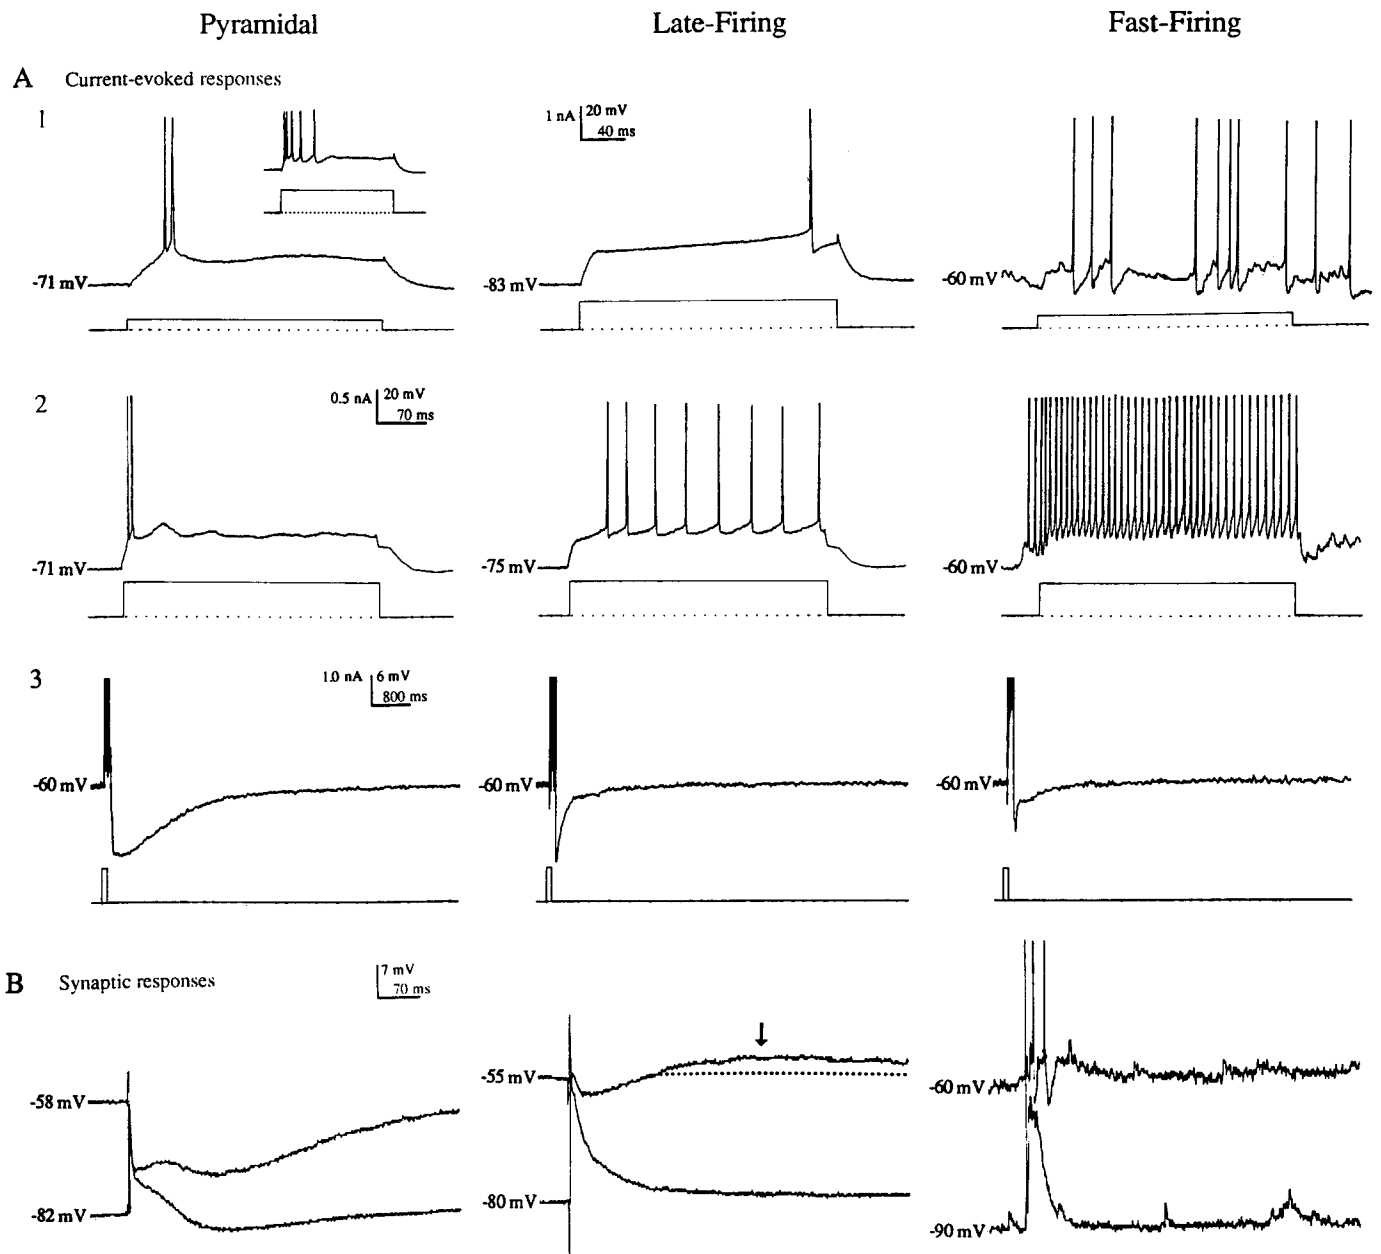 Pyramidal Late-Firing Fast-Firing
A Current-evoked responses
1
1 nA 20 mV
40 ms
-71 mV
-83 mV
-60 mV
2
0.5 nA 20 mV
70 ms
-71 mV
-75 mV
-60 mV
3
1.0 nA 6 mV
800 ms
-60 mV
-60 mV
-60 mV
B Synaptic responses
7 mV
70 ms
-58 mV
-55 mV
-60 mV
-82 mV
-80 mV
-90 mV